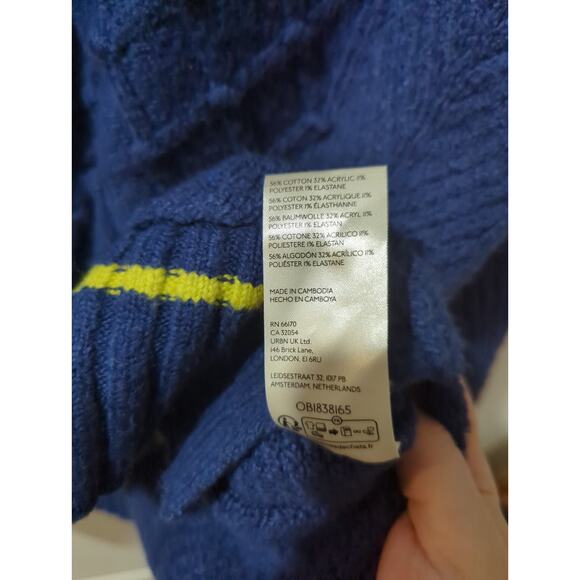 56% COTTON 32% ACRYLIC 11%
POLYESTER 1% ELASTANE
56% COTON 32% ACRYLIQUE 11%
POLYESTER 1% ÉLASTHANNE
56% BAUMWOLLE 32% ACRYL 11%
POLYESTER 1% ELASTAN
56% COTONE 32% ACRILICO 11%
POLIESTERE 1% ELASTAN
56% ALGODÓN 32% ACRÍLICO 11%
POLIÉSTER 1% ELASTANE
MADE IN CAMBODIA
HECHO EN CAMBOYA
RN 66170
CA 32054
URBN UK Ltd.
146 Brick Lane,
LONDON, E1 6RU
LEIDSESTRAAT 32, 1017 PB
AMSTERDAM, NETHERLANDS
OB1838165
FR
OU